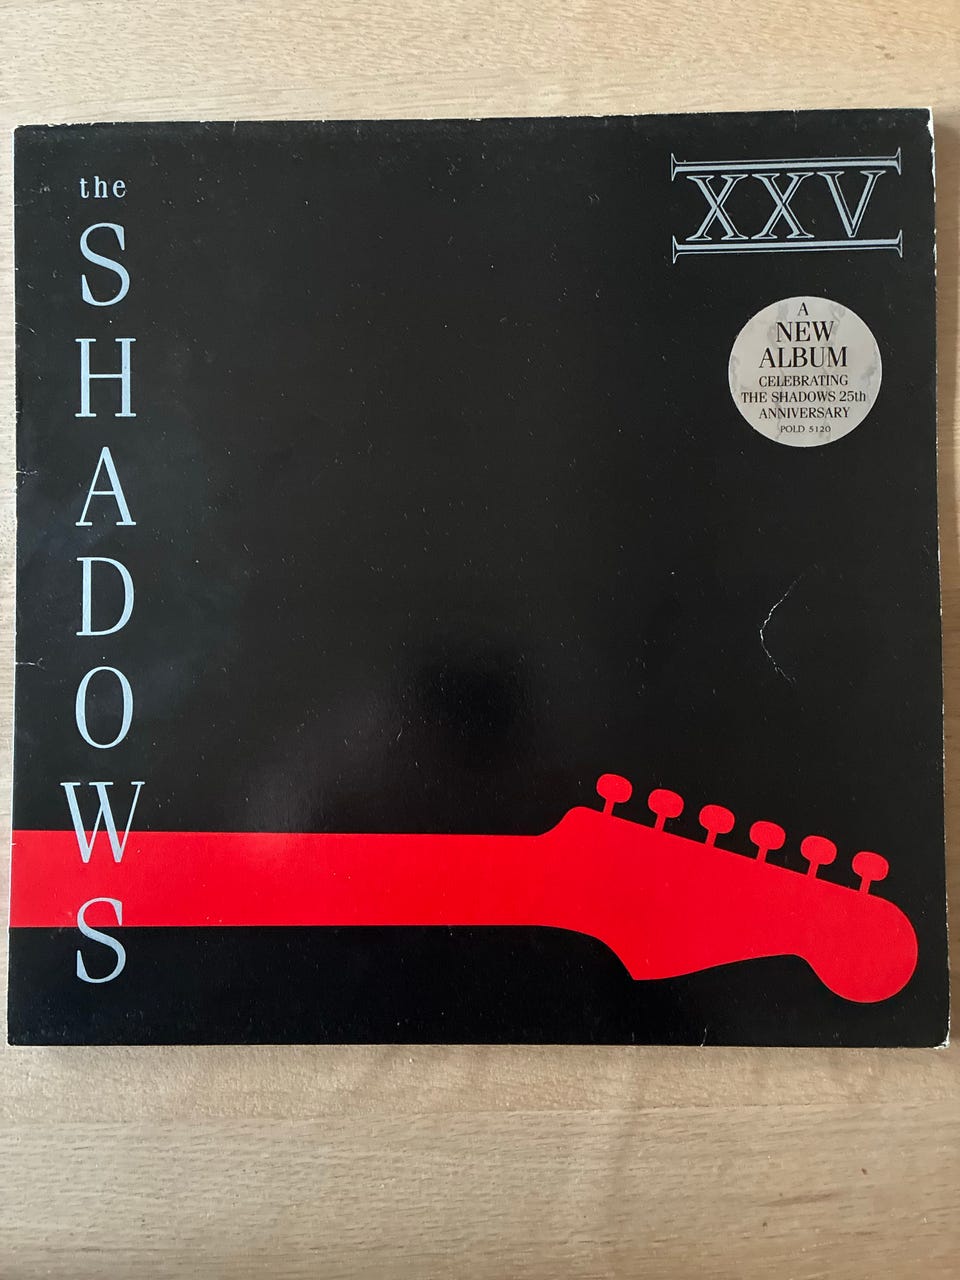 the
SHADOWS
XXV
A
NEW
ALBUM
CELEBRATING
THE SHADOWS 25th
ANNIVERSARY
POLD 5120